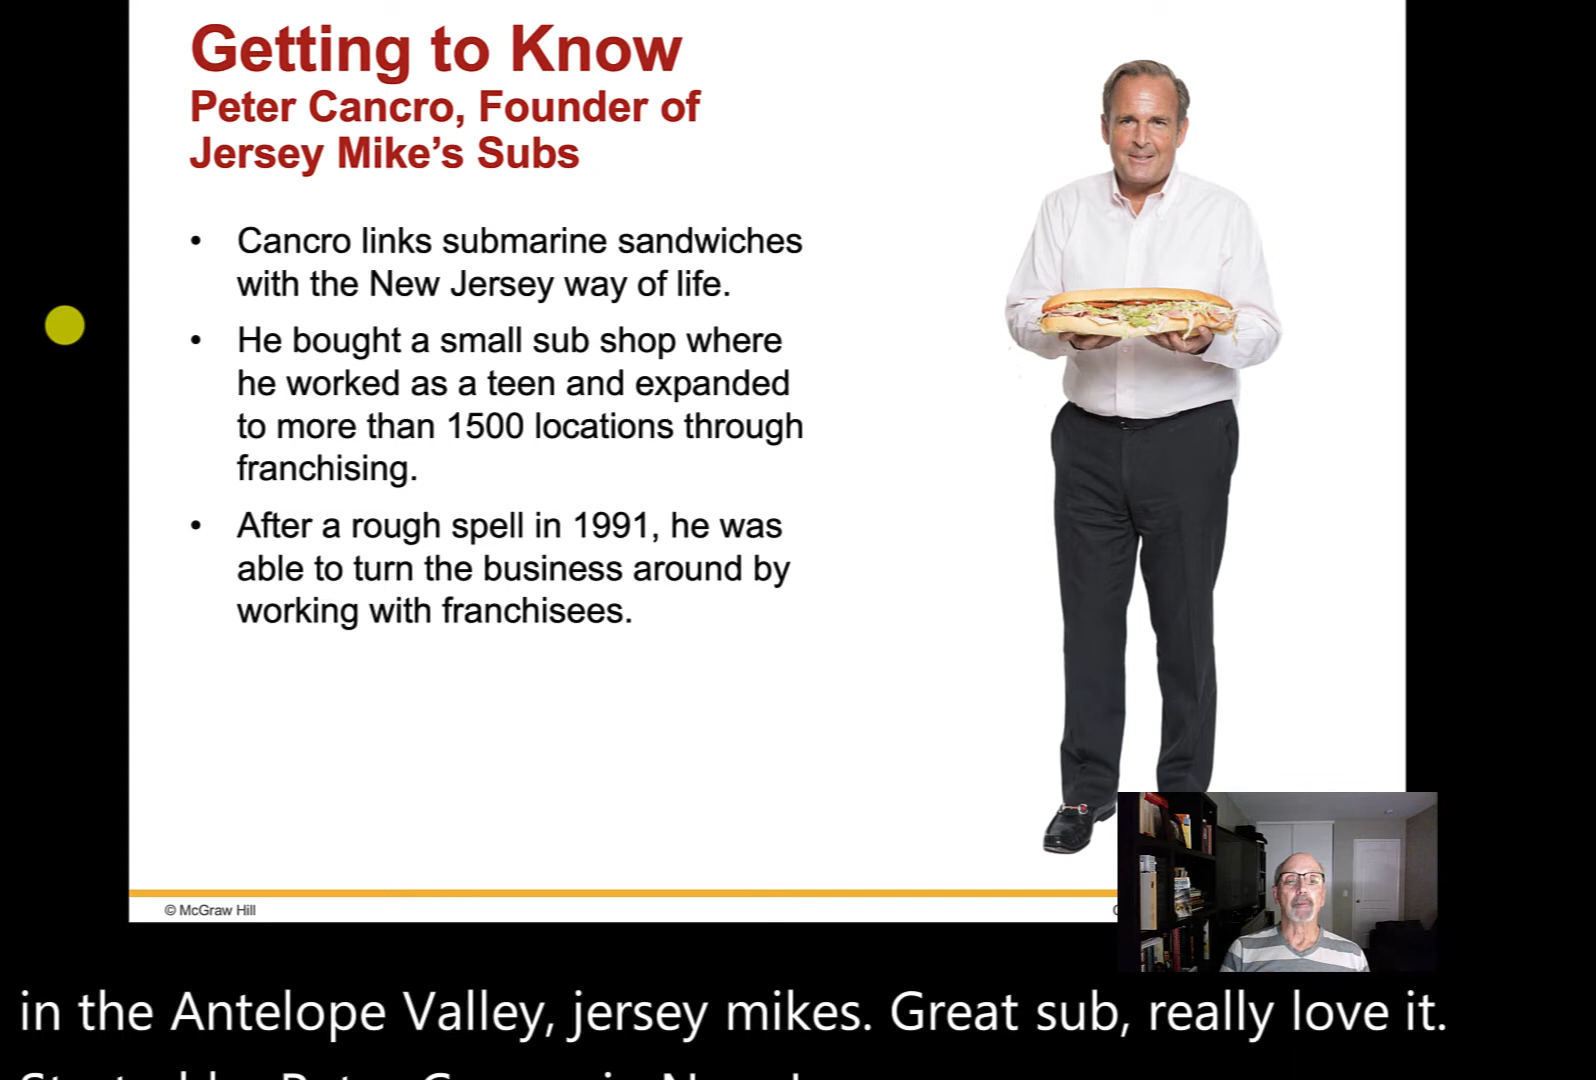 Getting to Know
Peter Cancro, Founder of
Jersey Mike’s Subs
• Cancro links submarine sandwiches
with the New Jersey way of life.
• He bought a small sub shop where
he worked as a teen and expanded
to more than 1500 locations through
franchising.
• After a rough spell in 1991, he was
able to turn the business around by
working with franchisees.
© McGraw Hill
in the Antelope Valley, jersey mikes. Great sub, really love it.